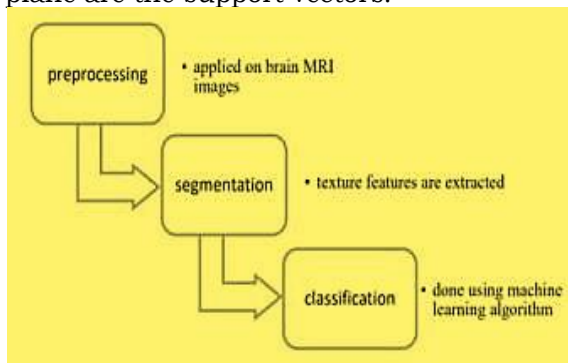 plane are the support vectors.
preprocessing
• applied on brain MRI
images
segmentation
• texture features are extracted
classification
• done using machine
learning algorithm